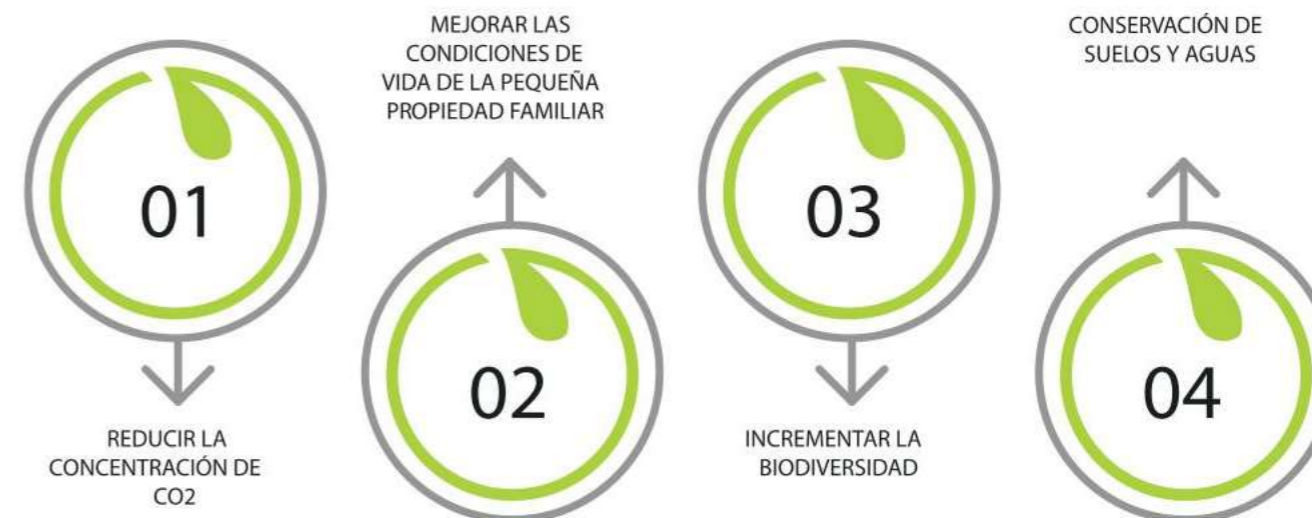 01
REDUCIR LA
CONCENTRACIÓN DE
CO2
MEJORAR LAS
CONDICIONES DE
VIDA DE LA PEQUEÑA
PROPIEDAD FAMILIAR
02
03
INCREMENTAR LA
BIODIVERSIDAD
CONSERVACIÓN DE
SUELOS Y AGUAS
04